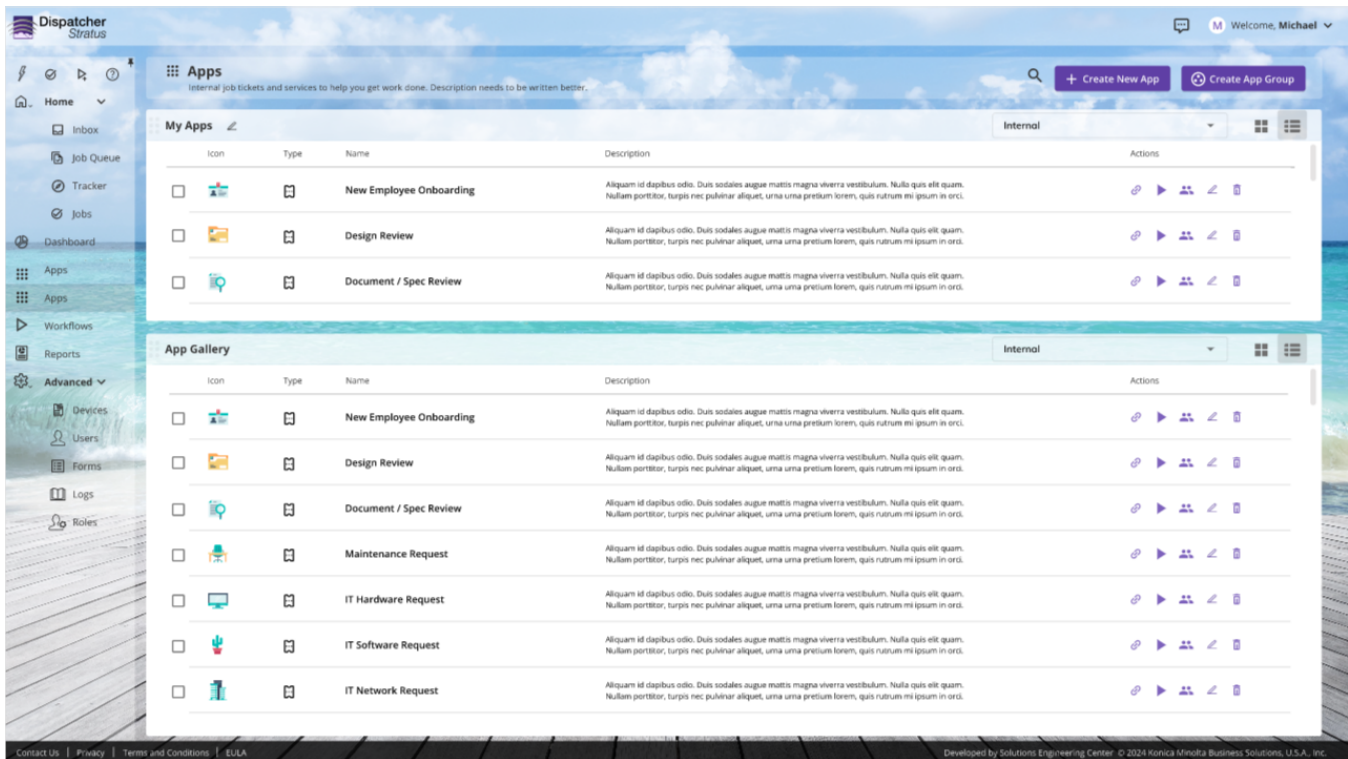 Dispatcher
Stratus
M Welcome, Michael
Apps
Internal job tickets and services to help you get work done. Description needs to be written better.
+ Create New App
Create App Group
Home
Inbox
Job Queue
Tracker
Jobs
Dashboard
Apps
Apps
Workflows
Reports
Advanced
Devices
Users
Forms
Logs
Roles
My Apps
Internal
Icon Type Name Description Actions
New Employee Onboarding
Aliquam id dapibus odio. Duis sodales augue mattis magna viverra vestibulum. Nulla quis elit quam.
Nullam porttitor, turpis nec pulvinar aliquet, urna urna pretium lorem, quis rutrum mi ipsum in orci.
Design Review
Aliquam id dapibus odio. Duis sodales augue mattis magna viverra vestibulum. Nulla quis elit quam.
Nullam porttitor, turpis nec pulvinar aliquet, urna urna pretium lorem, quis rutrum mi ipsum in orci.
Document / Spec Review
Aliquam id dapibus odio. Duis sodales augue mattis magna viverra vestibulum. Nulla quis elit quam.
Nullam porttitor, turpis nec pulvinar aliquet, urna urna pretium lorem, quis rutrum mi ipsum in orci.
App Gallery
Internal
Icon Type Name Description Actions
New Employee Onboarding
Aliquam id dapibus odio. Duis sodales augue mattis magna viverra vestibulum. Nulla quis elit quam.
Nullam porttitor, turpis nec pulvinar aliquet, urna urna pretium lorem, quis rutrum mi ipsum in orci.
Design Review
Aliquam id dapibus odio. Duis sodales augue mattis magna viverra vestibulum. Nulla quis elit quam.
Nullam porttitor, turpis nec pulvinar aliquet, urna urna pretium lorem, quis rutrum mi ipsum in orci.
Document / Spec Review
Aliquam id dapibus odio. Duis sodales augue mattis magna viverra vestibulum. Nulla quis elit quam.
Nullam porttitor, turpis nec pulvinar aliquet, urna urna pretium lorem, quis rutrum mi ipsum in orci.
Maintenance Request
Aliquam id dapibus odio. Duis sodales augue mattis magna viverra vestibulum. Nulla quis elit quam.
Nullam porttitor, turpis nec pulvinar aliquet, urna urna pretium lorem, quis rutrum mi ipsum in orci.
IT Hardware Request
Aliquam id dapibus odio. Duis sodales augue mattis magna viverra vestibulum. Nulla quis elit quam.
Nullam porttitor, turpis nec pulvinar aliquet, urna urna pretium lorem, quis rutrum mi ipsum in orci.
IT Software Request
Aliquam id dapibus odio. Duis sodales augue mattis magna viverra vestibulum. Nulla quis elit quam.
Nullam porttitor, turpis nec pulvinar aliquet, urna urna pretium lorem, quis rutrum mi ipsum in orci.
IT Network Request
Aliquam id dapibus odio. Duis sodales augue mattis magna viverra vestibulum. Nulla quis elit quam.
Nullam porttitor, turpis nec pulvinar aliquet, urna urna pretium lorem, quis rutrum mi ipsum in orci.
Contact Us | Privacy | Terms and Conditions | EULA
Developed by Solutions Engineering Center © 2024 Konica Minolta Business Solutions, U.S.A., Inc.